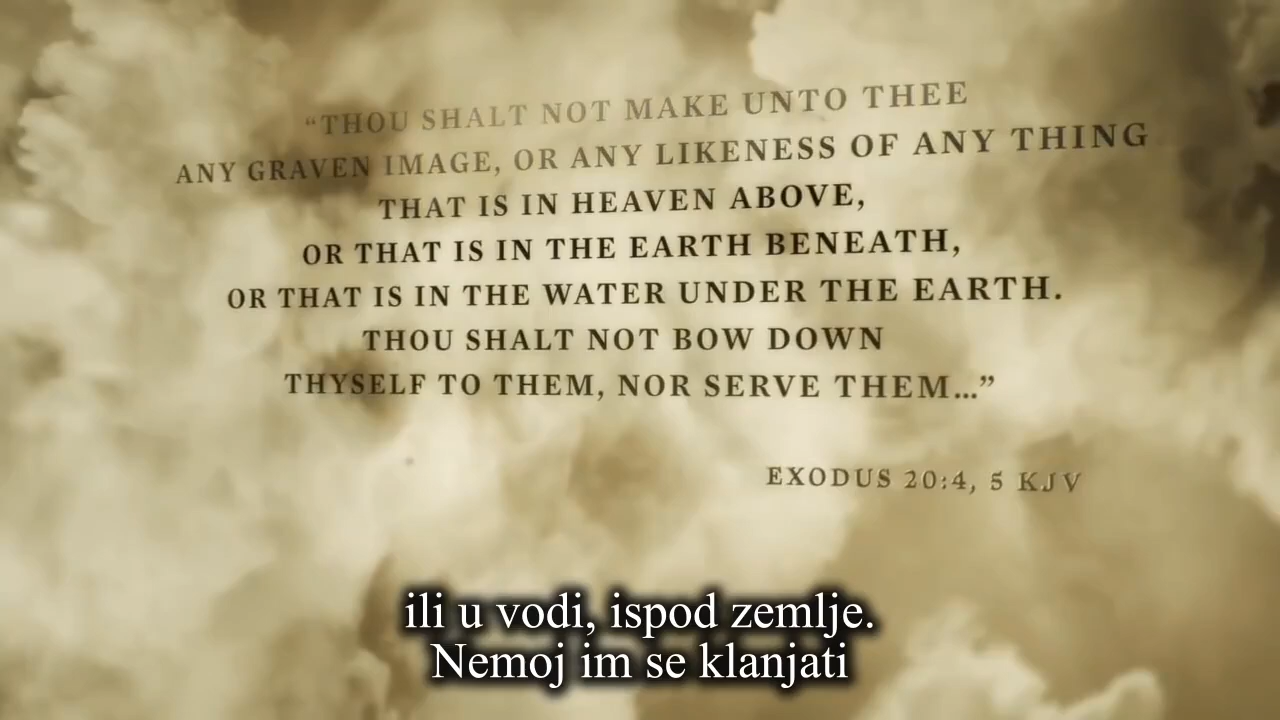 “THOU SHALT NOT MAKE UNTO THEE
ANY GRAVEN IMAGE, OR ANY LIKENESS OF ANY THING
THAT IS IN HEAVEN ABOVE,
OR THAT IS IN THE EARTH BENEATH,
OR THAT IS IN THE WATER UNDER THE EARTH.
THOU SHALT NOT BOW DOWN
THYSELF TO THEM, NOR SERVE THEM...”
EXODUS 20:4, 5 KJV
ili u vodi, ispod zemlje.
Nemoj im se klanjati